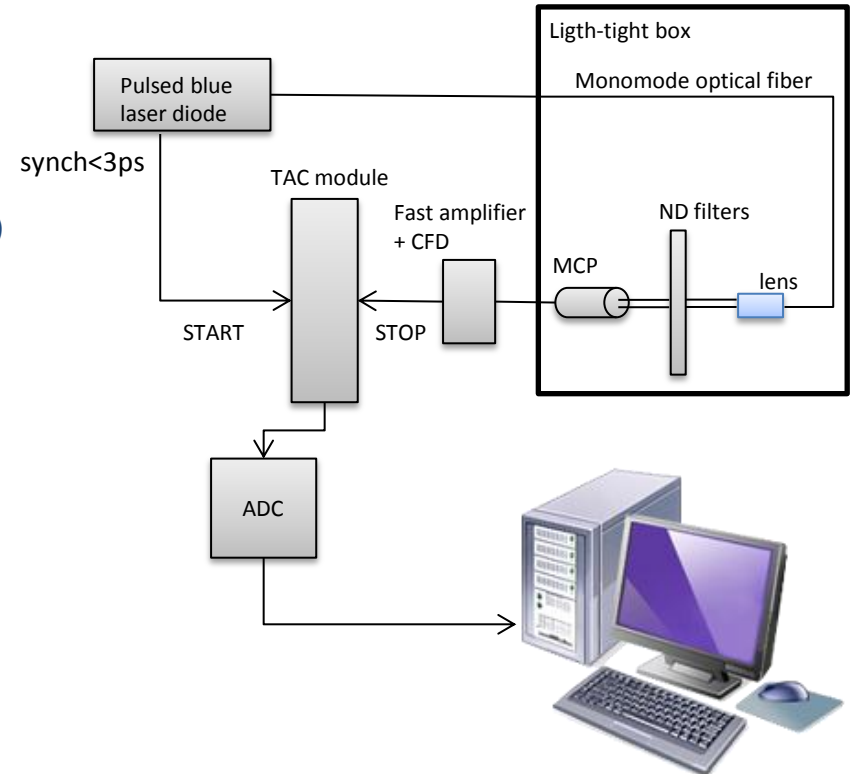 Ligth-tight box
Monomode optical fiber
Pulsed blue
laser diode
synch<3ps
TAC module
Fast amplifier
+ CFD
ND filters
MCP
lens
START
STOP
ADC